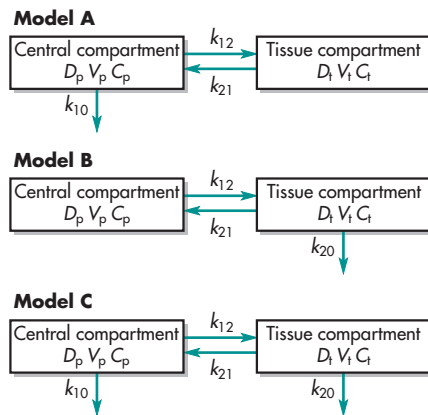 Model A
Central compartment k₁₂ Tissue compartment
Dₚ Vₚ Cₚ k₂₁ Dₜ Vₜ Cₜ
k₁₀
Model B
Central compartment k₁₂ Tissue compartment
Dₚ Vₚ Cₚ k₂₁ Dₜ Vₜ Cₜ
k₂₀
Model C
Central compartment k₁₂ Tissue compartment
Dₚ Vₚ Cₚ k₂₁ Dₜ Vₜ Cₜ
k₁₀ k₂₀